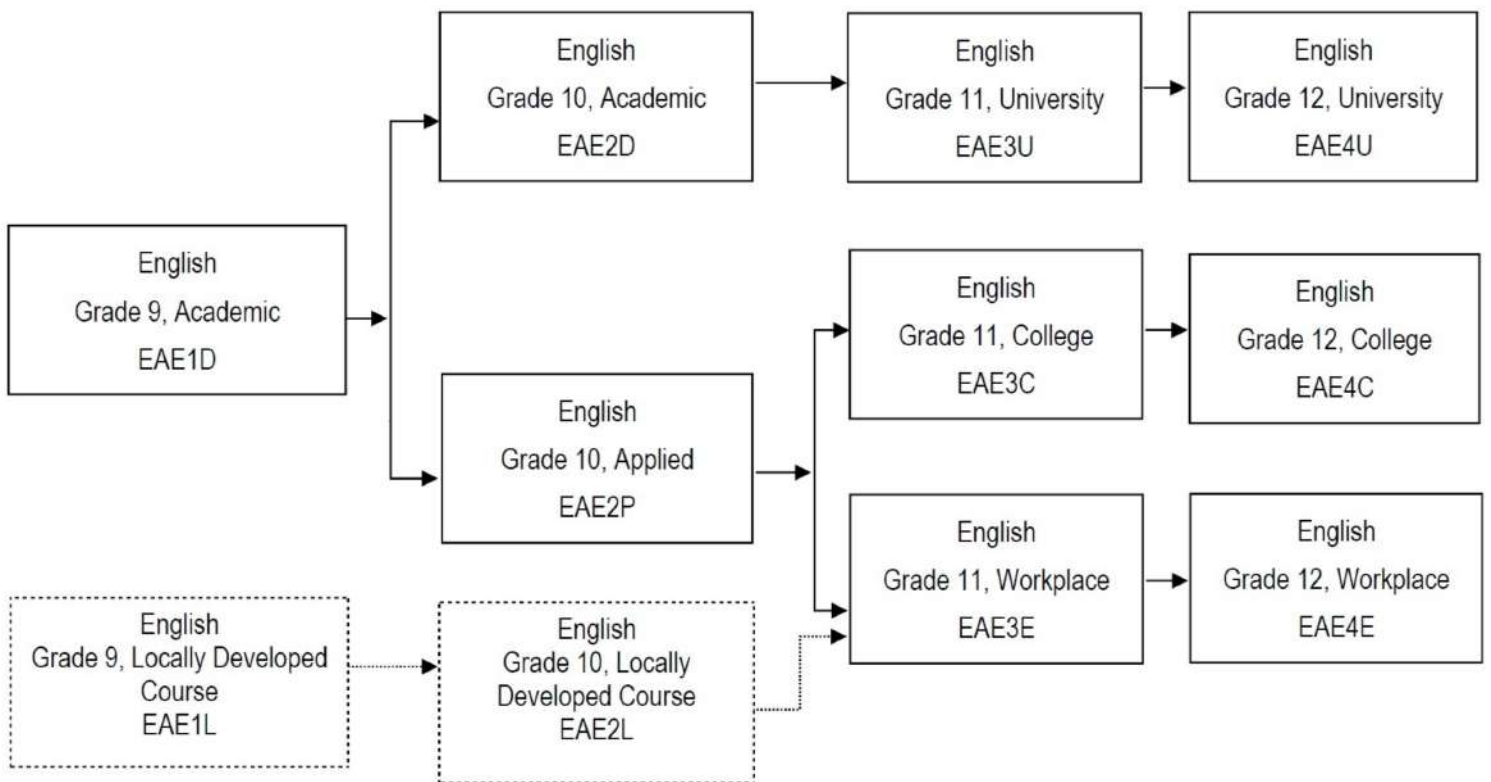 English
Grade 10, Academic
EAE2D
English
Grade 11, University
EAE3U
English
Grade 12, University
EAE4U
English
Grade 9, Academic
EAE1D
English
Grade 11, College
EAE3C
English
Grade 12, College
EAE4C
English
Grade 10, Applied
EAE2P
English
Grade 11, Workplace
EAE3E
English
Grade 12, Workplace
EAE4E
English
Grade 9, Locally Developed
Course
EAE1L
English
Grade 10, Locally
Developed Course
EAE2L